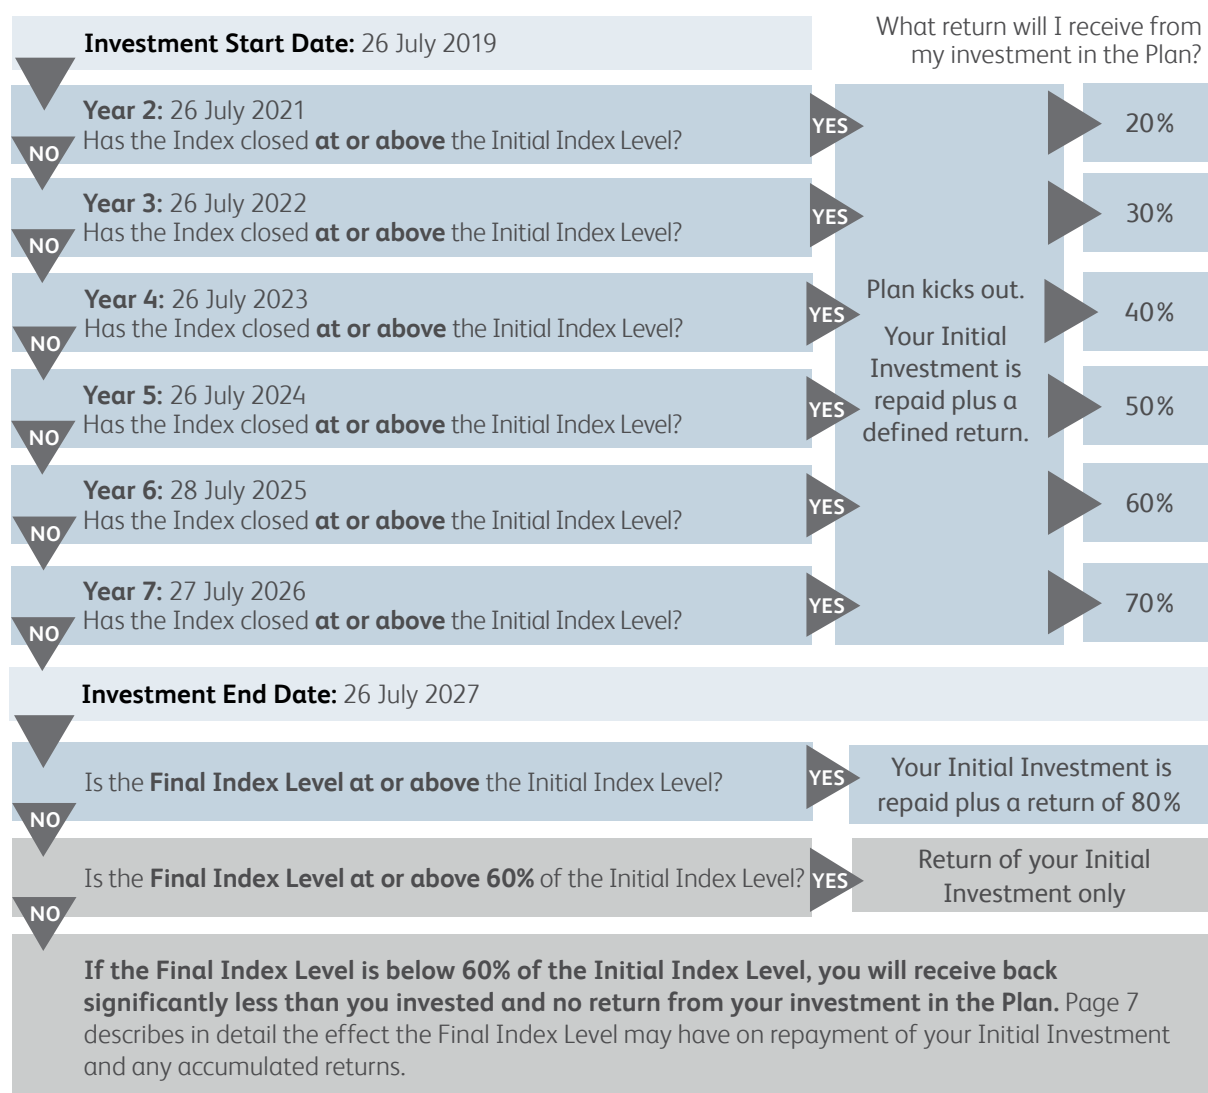 What return will I receive from
my investment in the Plan?
Investment Start Date: 26 July 2019
Year 2: 26 July 2021
Has the Index closed at or above the Initial Index Level?
YES
20%
NO
Year 3: 26 July 2022
Has the Index closed at or above the Initial Index Level?
YES
30%
NO
Year 4: 26 July 2023
Has the Index closed at or above the Initial Index Level?
YES
40%
NO
Year 5: 26 July 2024
Has the Index closed at or above the Initial Index Level?
YES
50%
NO
Year 6: 28 July 2025
Has the Index closed at or above the Initial Index Level?
YES
60%
NO
Year 7: 27 July 2026
Has the Index closed at or above the Initial Index Level?
YES
70%
NO
Plan kicks out.
Your Initial
Investment is
repaid plus a
defined return.
Investment End Date: 26 July 2027
Is the Final Index Level at or above the Initial Index Level?
YES
Your Initial Investment is
repaid plus a return of 80%
NO
Is the Final Index Level at or above 60% of the Initial Index Level?
YES
Return of your Initial
Investment only
NO
If the Final Index Level is below 60% of the Initial Index Level, you will receive back
significantly less than you invested and no return from your investment in the Plan. Page 7
describes in detail the effect the Final Index Level may have on repayment of your Initial Investment
and any accumulated returns.